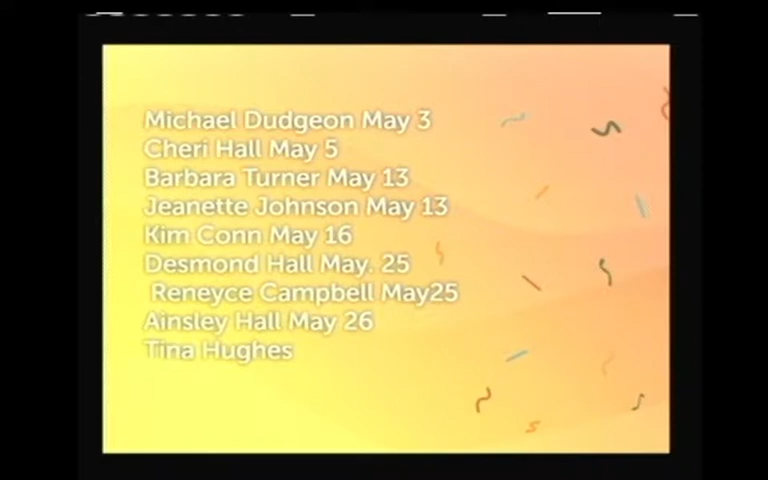 Michael Dudgeon May 3
Cheri Hall May 5
Barbara Turner May 13
Jeanette Johnson May 13
Kim Conn May 16
Desmond Hall May. 25
Reneyce Campbell May25
Ainsley Hall May 26
Tina Hughes